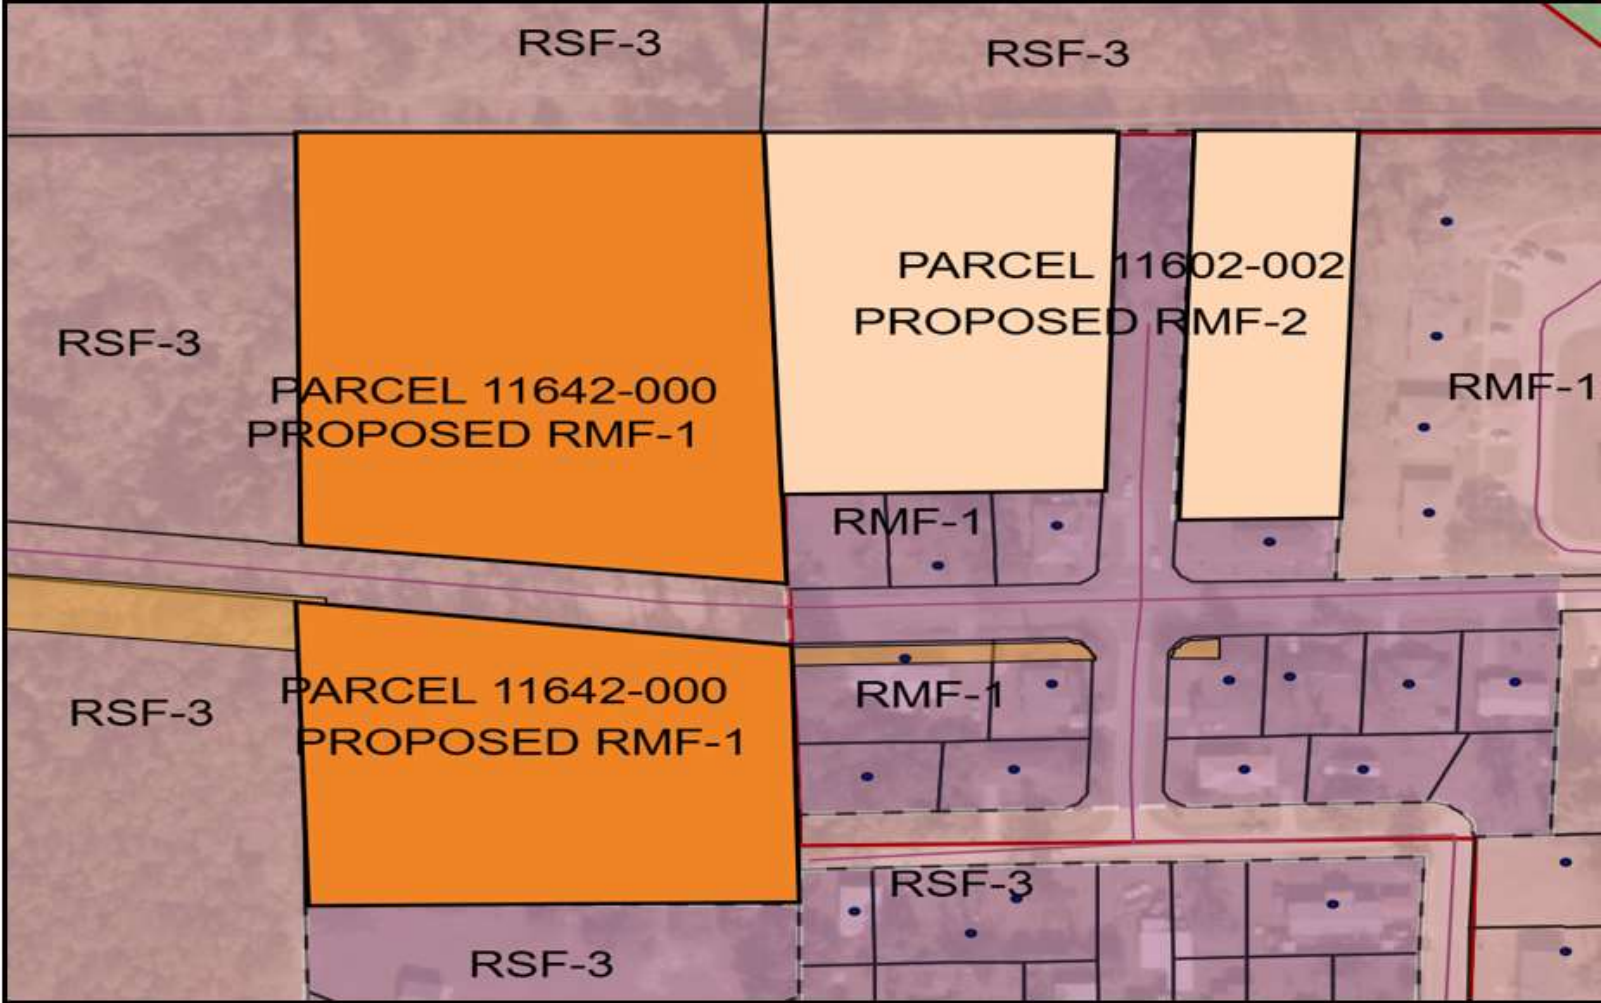 RSF-3
RSF-3
PARCEL 11602-002
PROPOSED RMF-2
RSF-3
PARCEL 11642-000
PROPOSED RMF-1
RMF-1
RMF-1
PARCEL 11642-000
PROPOSED RMF-1
RMF-1
RSF-3
RSF-3
RSF-3